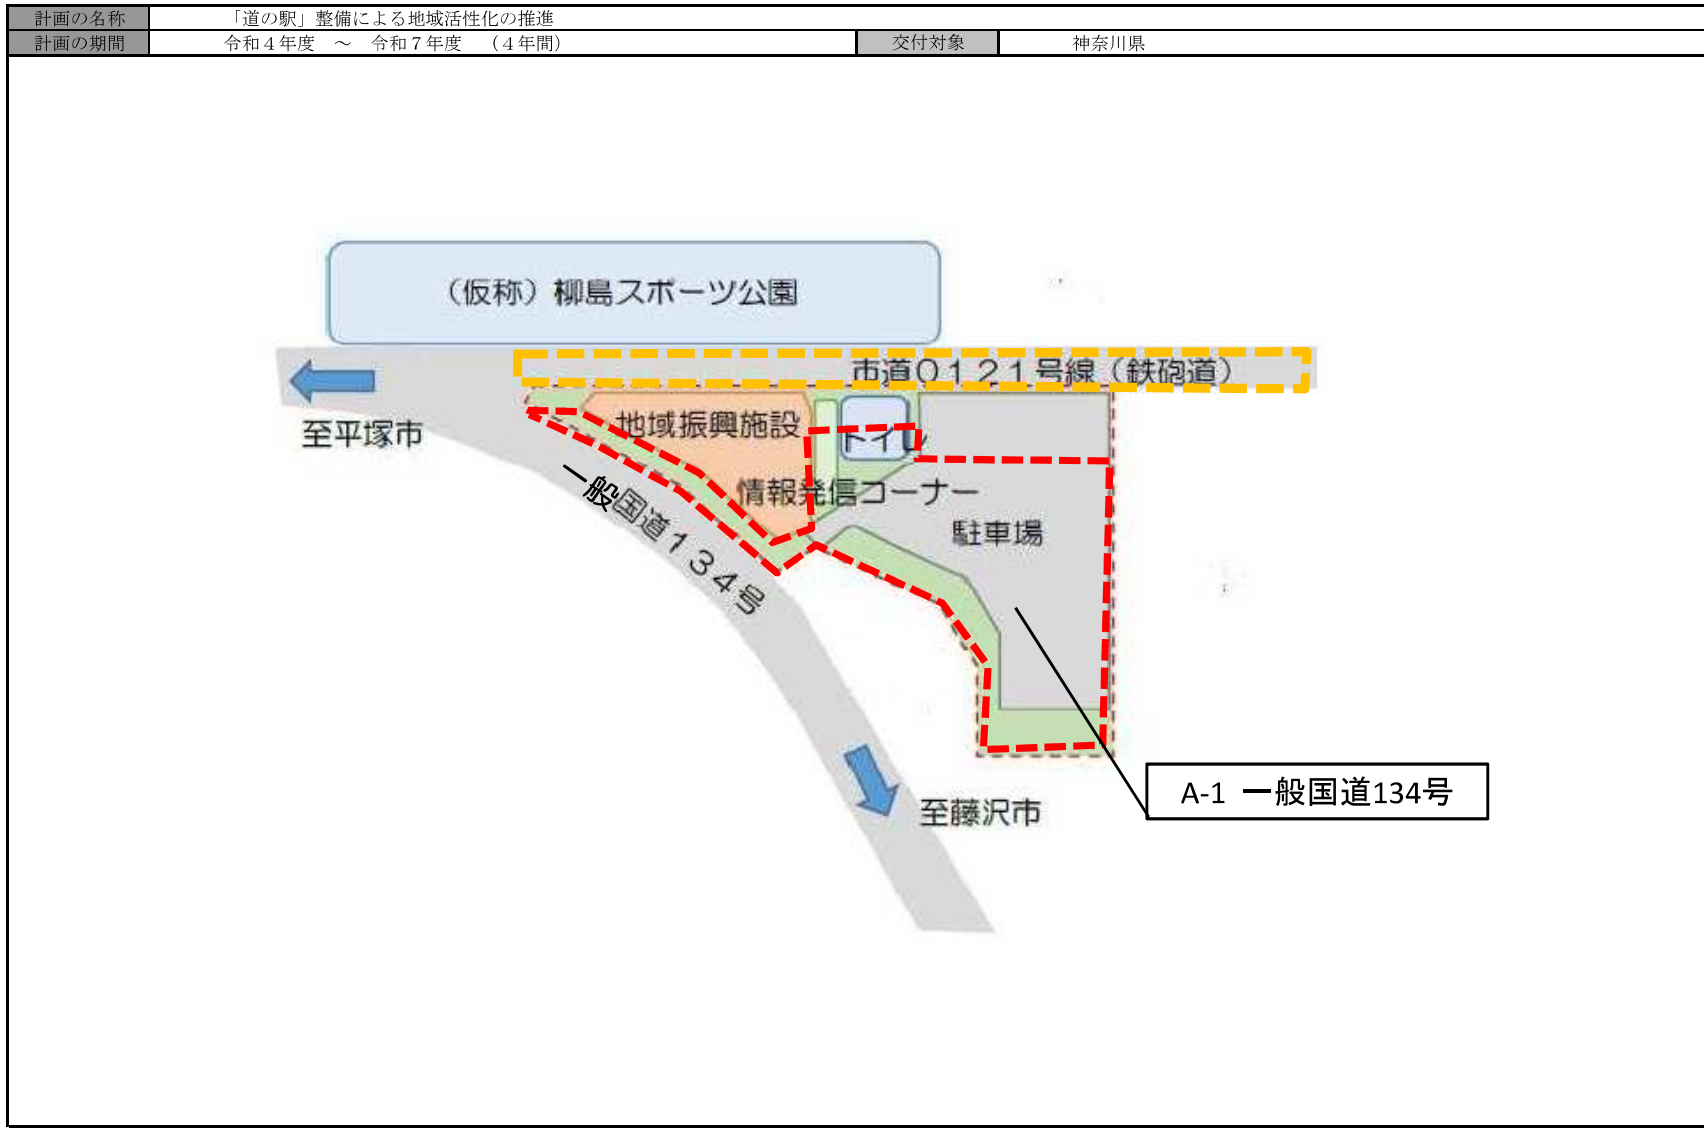 計画の名称 「道の駅」整備による地域活性化の推進
計画の期間 令和４年度 ～ 令和７年度 （４年間） 交付対象 神奈川県
（仮称）柳島スポーツ公園
市道０１２１号線（鉄砲道）
至平塚市
地域振興施設
トイレ
情報発信コーナー
一般国道１３４号
駐車場
A-1 一般国道134号
至藤沢市